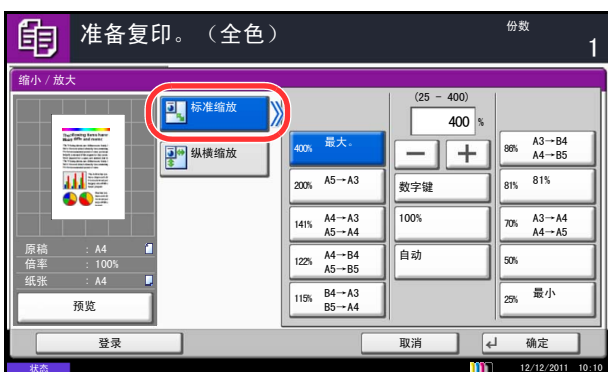 准备复印。（全色）
份数
1
缩小 / 放大
标准缩放
纵横缩放
原稿 : A4
倍率 : 100%
纸张 : A4
预览
400% 最大。
200% A5→A3
141% A4→A3
A5→A4
122% A4→B4
A5→B5
115% B4→A3
B5→A4
(25 - 400)
400 %
数字键
100%
自动
86% A3→B4
A4→B5
81% 81%
70% A3→A4
A4→A5
50%
25% 最小
登录
取消
确定
状态
12/12/2011 10:10